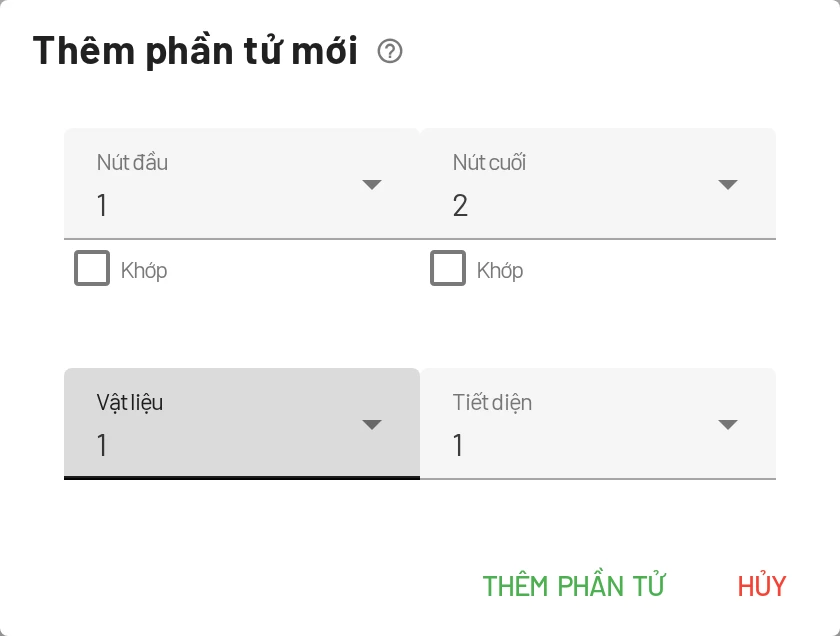 Thêm phần tử mới ?
Nút đầu
1
Nút cuối
2
Khớp
Khớp
Vật liệu
1
Tiết diện
1
THÊM PHẦN TỬ
HỦY